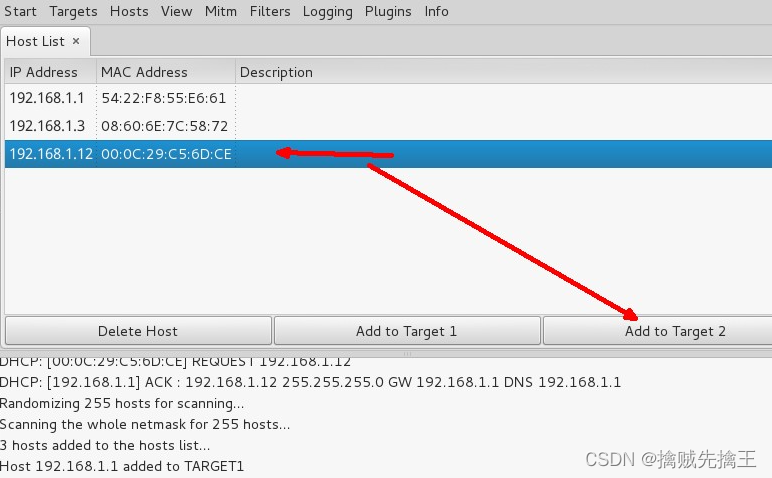 Start Targets Hosts View Mitm Filters Logging Plugins Info
Host List ×
IP Address MAC Address Description
192.168.1.1 54:22:F8:55:E6:61
192.168.1.3 08:60:6E:7C:58:72
192.168.1.12 00:0C:29:C5:6D:CE
Delete Host Add to Target 1 Add to Target 2
DHCP: [00:0C:29:C5:6D:CE] REQUEST 192.168.1.12
DHCP: [192.168.1.1] ACK : 192.168.1.12 255.255.255.0 GW 192.168.1.1 DNS 192.168.1.1
Randomizing 255 hosts for scanning...
Scanning the whole netmask for 255 hosts...
3 hosts added to the hosts list...
Host 192.168.1.1 added to TARGET1
CSDN @擒贼先擒王